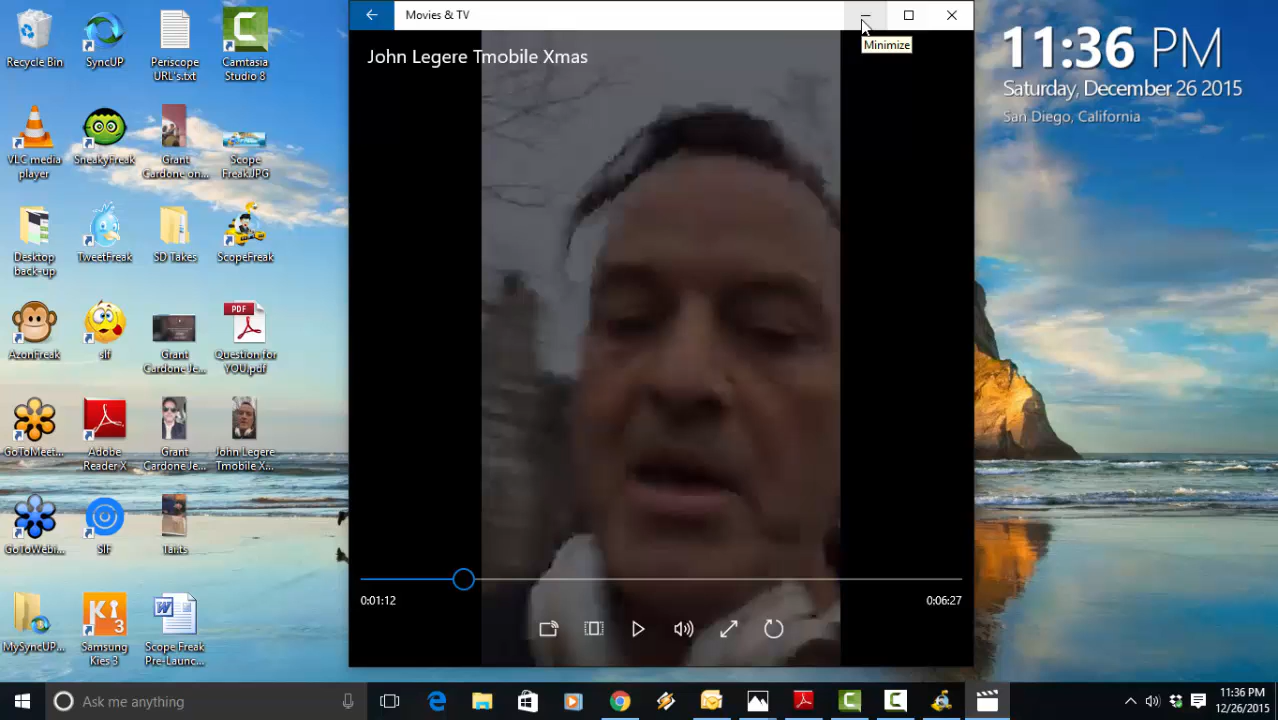 Recycle Bin
SyncUP
Periscope
URL's.txt
Camtasia
Studio 8
VLC media
player
SneakyFreak
Grant
Cardone on...
Scope
Freak.JPG
Desktop
back-up
TweetFreak
SD Takes
ScopeFreak
AzonFreak
slf
Grant
Cardone Je...
PDF
Question for
YOU.pdf
GoToMeet...
Adobe
Reader X
Grant
Cardone Je...
John Legere
Tmobile X...
GoToWebi...
SlF
Tai.ts
MySyncUP...
Samsung
Kies 3
Scope Freak
Pre-Launc...
Movies & TV
Minimize
John Legere Tmobile Xmas
0:01:12
0:06:27
11:36 PM
Saturday, December 26 2015
San Diego, California
Ask me anything
11:36 PM
12/26/2015